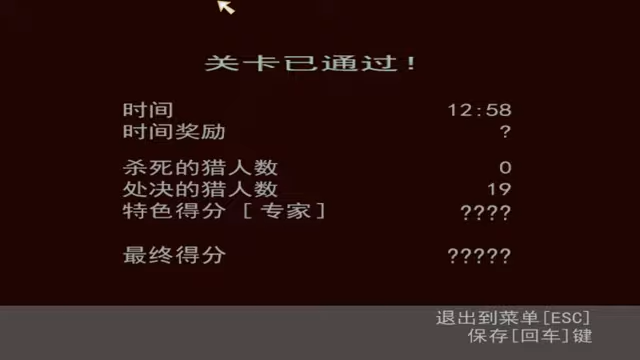 关卡已通过!
时间 12:58
时间奖励 ?
杀死的猎人数 0
处决的猎人数 19
特色得分 [ 专家 ] ????
最终得分 ?????
退出到菜单[ESC]
保存[回车]键